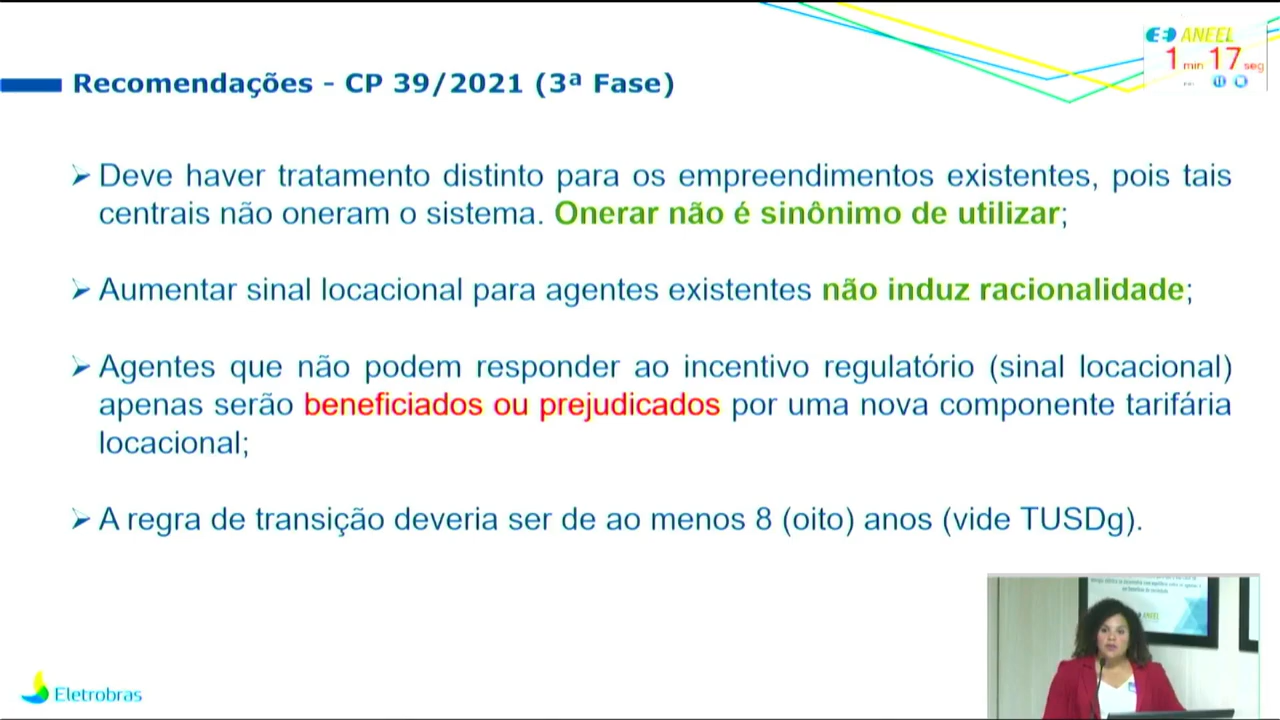 ANEEL
1 min 17 seg
Recomendações - CP 39/2021 (3ª Fase)
➢ Deve haver tratamento distinto para os empreendimentos existentes, pois tais
centrais não oneram o sistema. Onerar não é sinônimo de utilizar;
➢ Aumentar sinal locacional para agentes existentes não induz racionalidade;
➢ Agentes que não podem responder ao incentivo regulatório (sinal locacional)
apenas serão beneficiados ou prejudicados por uma nova componente tarifária
locacional;
➢ A regra de transição deveria ser de ao menos 8 (oito) anos (vide TUSDg).
ANEEL
Eletrobras